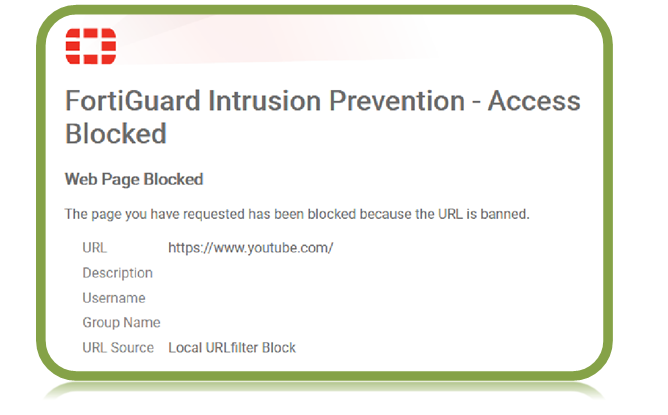 FortiGuard Intrusion Prevention - Access
Blocked
Web Page Blocked
The page you have requested has been blocked because the URL is banned.
URL https://www.youtube.com/
Description
Username
Group Name
URL Source Local URLfilter Block